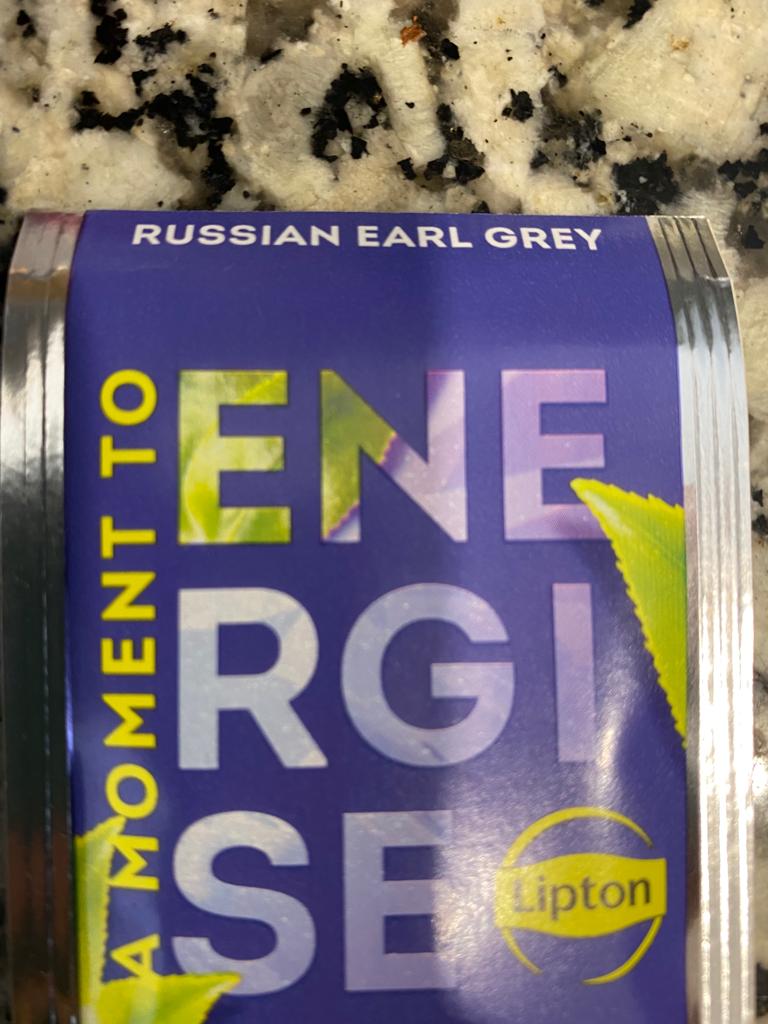 RUSSIAN EARL GREY
A MOMENT TO
ENE
RGI
SE
Lipton